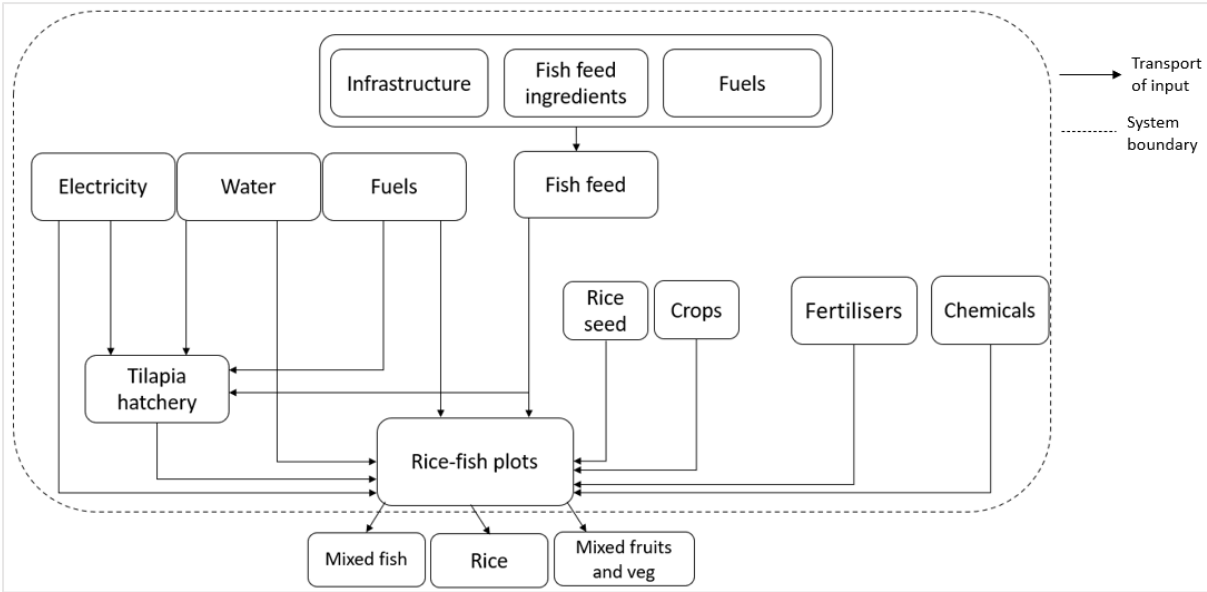 Infrastructure
Fish feed
ingredients
Fuels
Transport
of input
System
boundary
Electricity
Water
Fuels
Fish feed
Rice
seed
Crops
Fertilisers
Chemicals
Tilapia
hatchery
Rice-fish plots
Mixed fish
Rice
Mixed fruits
and veg